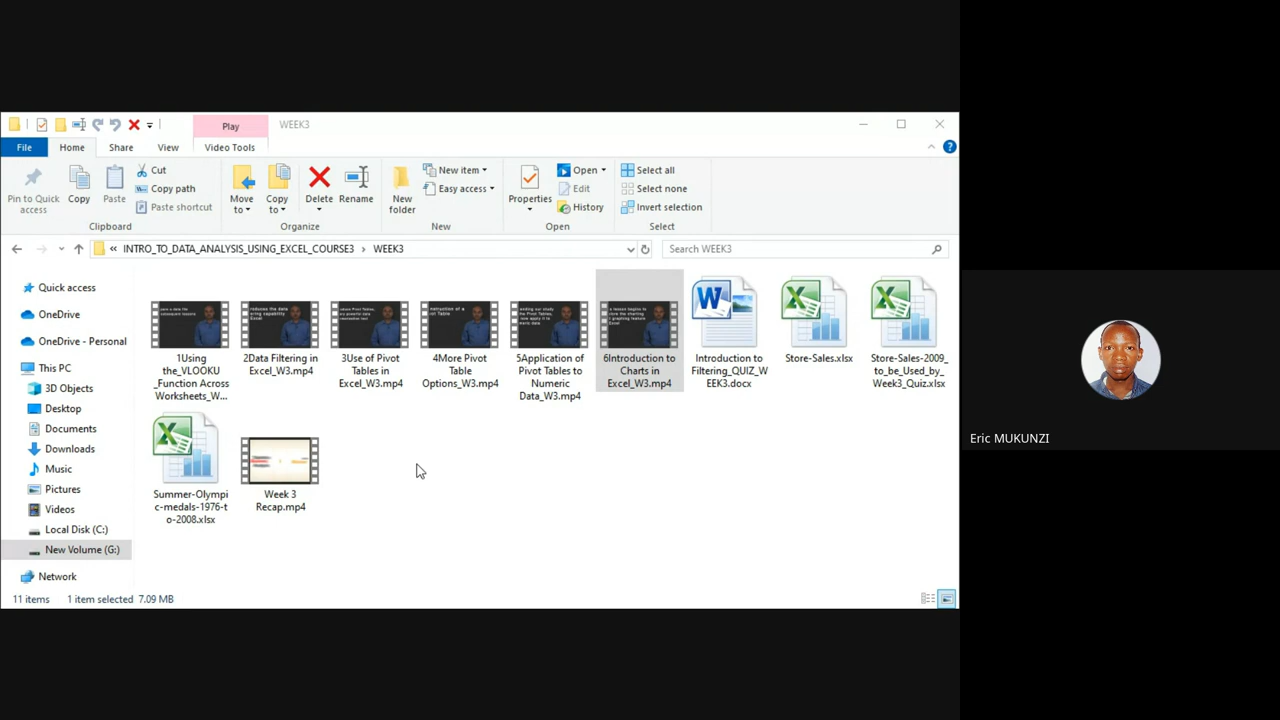 Play
WEEK3
File
Home
Share
View
Video Tools
Pin to Quick
access
Copy
Paste
Cut
Copy path
Paste shortcut
Clipboard
Move
to
Copy
to
Delete
Rename
Organize
New
folder
New item
Easy access
New
Properties
Open
Edit
History
Open
Select all
Select none
Invert selection
Select
« INTRO_TO_DATA_ANALYSIS_USING_EXCEL_COURSE3 › WEEK3
Search WEEK3
Quick access
OneDrive
OneDrive - Personal
This PC
3D Objects
Desktop
Documents
Downloads
Music
Pictures
Videos
Local Disk (C:)
New Volume (G:)
Network
1Using
the_VLOOKU
_Function Across
Worksheets_W...
2Data Filtering in
Excel_W3.mp4
3Use of Pivot
Tables in
Excel_W3.mp4
4More Pivot
Table
Options_W3.mp4
5Application of
Pivot Tables to
Numeric
Data_W3.mp4
6Introduction to
Charts in
Excel_W3.mp4
Introduction to
Filtering_QUIZ_W
EEK3.docx
Store-Sales.xlsx
Store-Sales-2009_
to_be_Used_by_
Week3_Quiz.xlsx
Summer-Olympi
c-medals-1976-t
o-2008.xlsx
Week 3
Recap.mp4
11 items
1 item selected 7.09 MB
Eric MUKUNZI